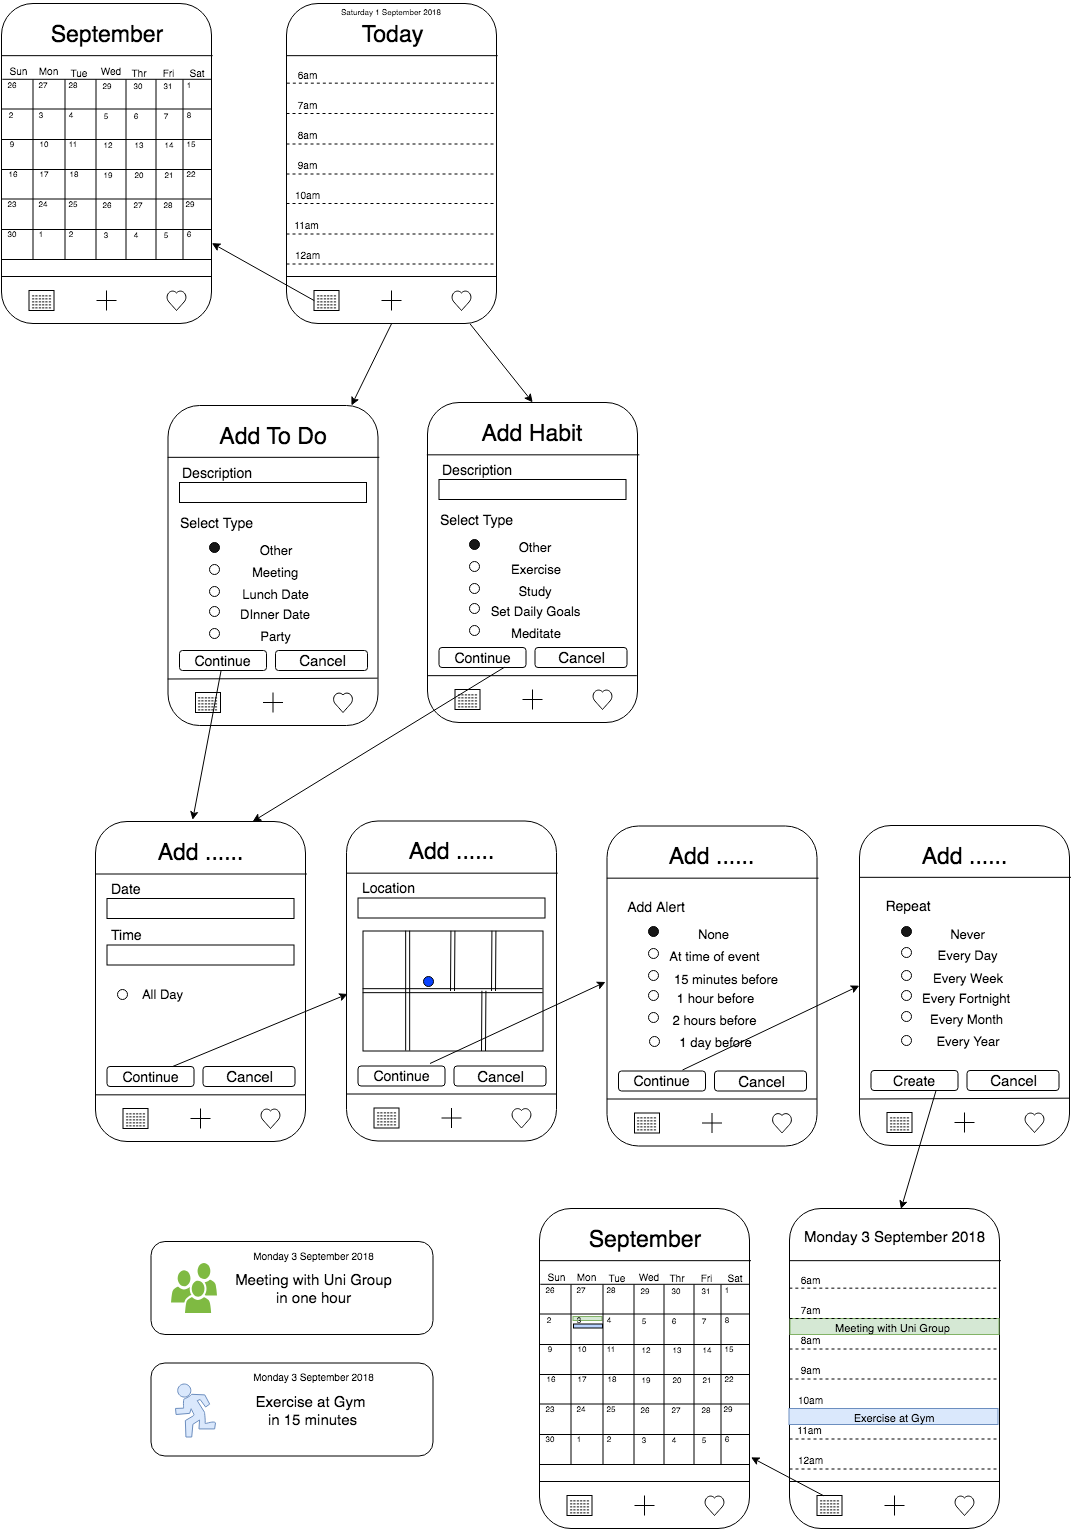 September
Sun Mon Tue Wed Thr Fri Sat
26 27 28 29 30 31 1
2 3 4 5 6 7 8
9 10 11 12 13 14 15
16 17 18 19 20 21 22
23 24 25 26 27 28 29
30 1 2 3 4 5 6
Saturday 1 September 2018
Today
6am
7am
8am
9am
10am
11am
12am
Add To Do
Description
Select Type
Other
Meeting
Lunch Date
DInner Date
Party
Continue Cancel
Add Habit
Description
Select Type
Other
Exercise
Study
Set Daily Goals
Meditate
Continue Cancel
Add ......
Date
Time
All Day
Continue Cancel
Add ......
Location
Continue Cancel
Add ......
Add Alert
None
At time of event
15 minutes before
1 hour before
2 hours before
1 day before
Continue Cancel
Add ......
Repeat
Never
Every Day
Every Week
Every Fortnight
Every Month
Every Year
Create Cancel
Monday 3 September 2018
Meeting with Uni Group
in one hour
Monday 3 September 2018
Exercise at Gym
in 15 minutes
September
Sun Mon Tue Wed Thr Fri Sat
26 27 28 29 30 31 1
2 3 4 5 6 7 8
9 10 11 12 13 14 15
16 17 18 19 20 21 22
23 24 25 26 27 28 29
30 1 2 3 4 5 6
Monday 3 September 2018
6am
7am
Meeting with Uni Group
8am
9am
10am
Exercise at Gym
11am
12am